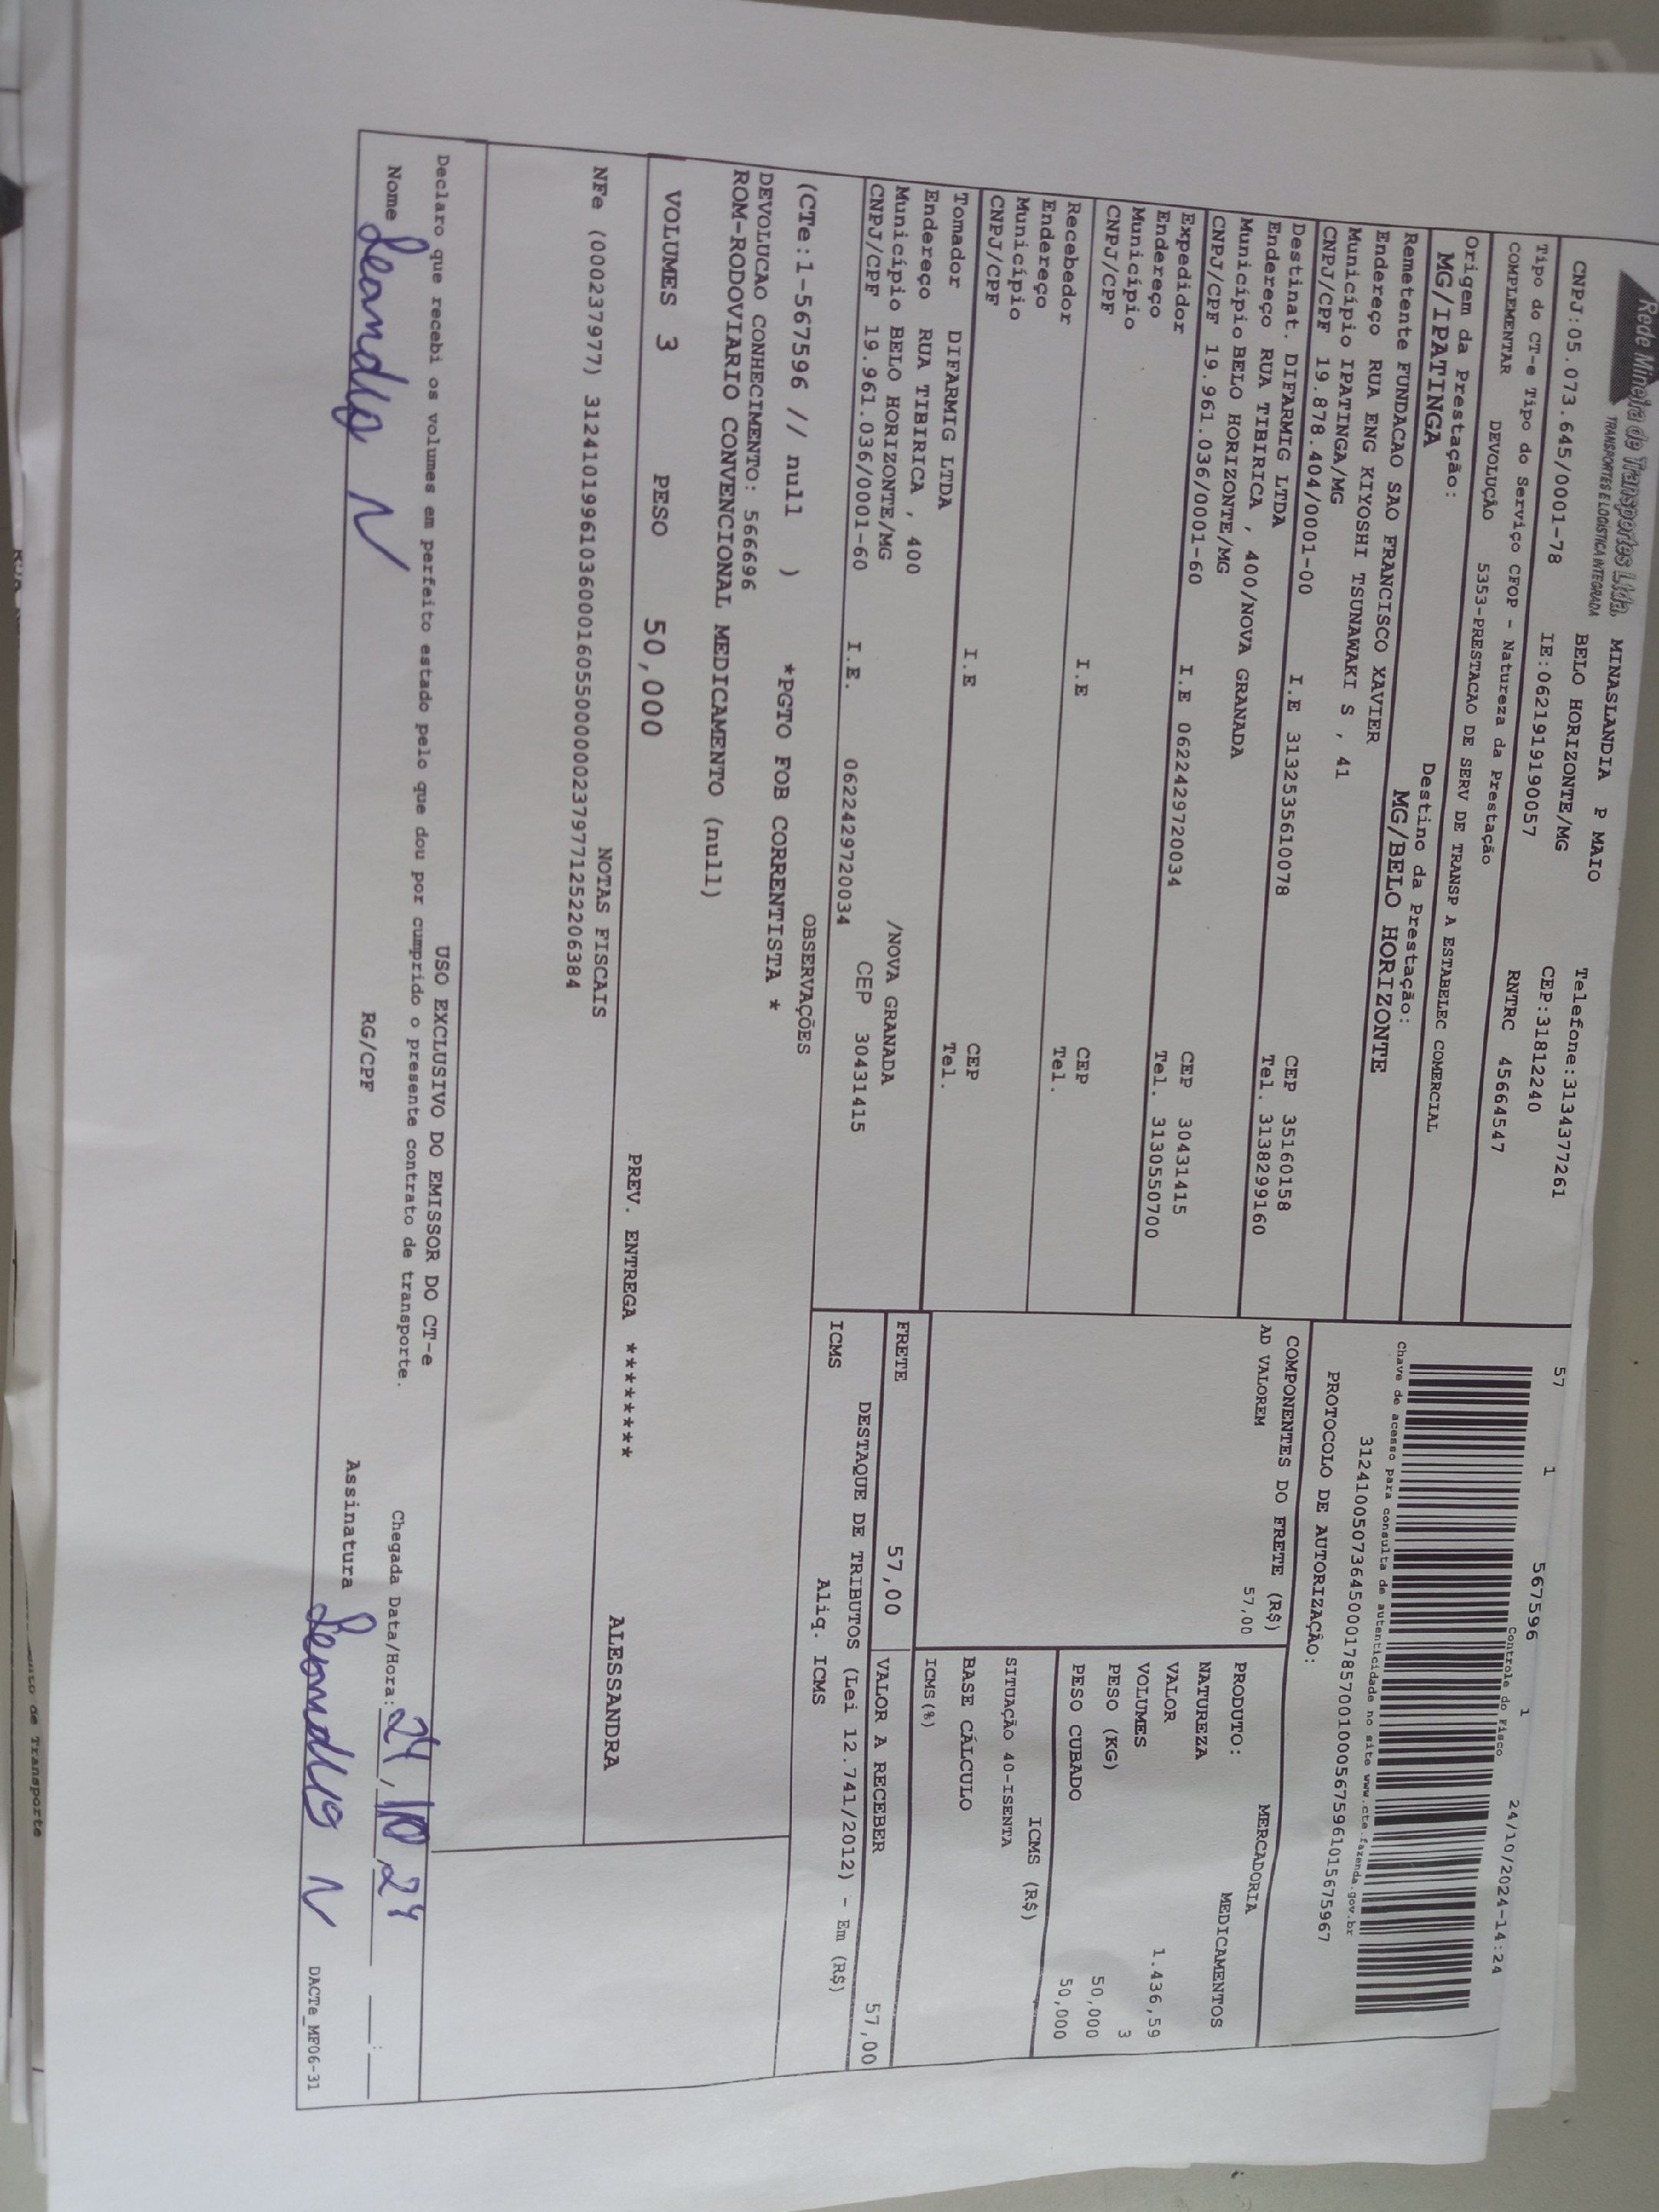 Rede Mineira de Transportes Ltda.
TRANSPORTES E LOGISTICA INTEGRADA
MINASLANDIA P MAIO
BELO HORIZONTE/MG
Telefone:3134377261
CNPJ:05.073.645/0001-78 IE:0621919190057 CEP:31812240
RNTRC 45664547
57 1 567596 1 24/10/2024-14:24
Controle do Fisco
Tipo do CT-e Tipo do Serviço CFOP - Natureza da Prestação
COMPLEMENTAR DEVOLUÇÃO 5353-PRESTACAO DE SERV DE TRANSP A ESTABELEC COMERCIAL
Origem da Prestação: Destino da Prestação:
MG/IPATINGA MG/BELO HORIZONTE
Chave de acesso para consulta de autenticidade no site www.cte.fazenda.gov.br
31241005073645000178570010005675961015675967
PROTOCOLO DE AUTORIZAÇÃO:
Remetente FUNDACAO SAO FRANCISCO XAVIER
Endereço RUA ENG KIYOSHI TSUNAWAKI S , 41
Município IPATINGA/MG CEP 35160158
CNPJ/CPF 19.878.404/0001-00 I.E 3132535610078 Tel. 3138299160
Destinat. DIFARMIG LTDA
Endereço RUA TIBIRICA , 400/NOVA GRANADA
Município BELO HORIZONTE/MG CEP 30431415
CNPJ/CPF 19.961.036/0001-60 I.E 0622429720034 Tel. 3130550700
Expedidor
Endereço
Município CEP
CNPJ/CPF I.E Tel.
Recebedor
Endereço
Município CEP
CNPJ/CPF I.E Tel.
Tomador DIFARMIG LTDA
Endereço RUA TIBIRICA , 400 /NOVA GRANADA
Município BELO HORIZONTE/MG CEP 30431415
CNPJ/CPF 19.961.036/0001-60 I.E. 0622429720034
COMPONENTES DO FRETE (R$)
AD VALOREM 57,00
MERCADORIA
PRODUTO: MEDICAMENTOS
NATUREZA
VALOR 1.436,59
VOLUMES 3
PESO (KG) 50,000
PESO CUBADO 50,000
ICMS (R$)
SITUAÇÃO 40-ISENTA
BASE CÁLCULO
ICMS(%)
FRETE 57,00 VALOR A RECEBER 57,00
DESTAQUE DE TRIBUTOS (Lei 12.741/2012) - Em (R$)
ICMS Aliq. ICMS
OBSERVAÇÕES
(CTe:1-567596 // null ) *PGTO FOB CORRENTISTA *
DEVOLUCAO CONHECIMENTO: 566696
ROM-RODOVIARIO CONVENCIONAL MEDICAMENTO (null)
VOLUMES 3 PESO 50,000 PREV. ENTREGA ******** ALESSANDRA
NOTAS FISCAIS
NFe (000237977) 31241019961036000160550000002379771252206384
USO EXCLUSIVO DO EMISSOR DO CT-e
Declaro que recebi os volumes em perfeito estado pelo que dou por cumprido o presente contrato de transporte.
Chegada Data/Hora: 24/10/24 __:__
Nome Leandro N RG/CPF Assinatura Leandro N
DACTe_MF06-31